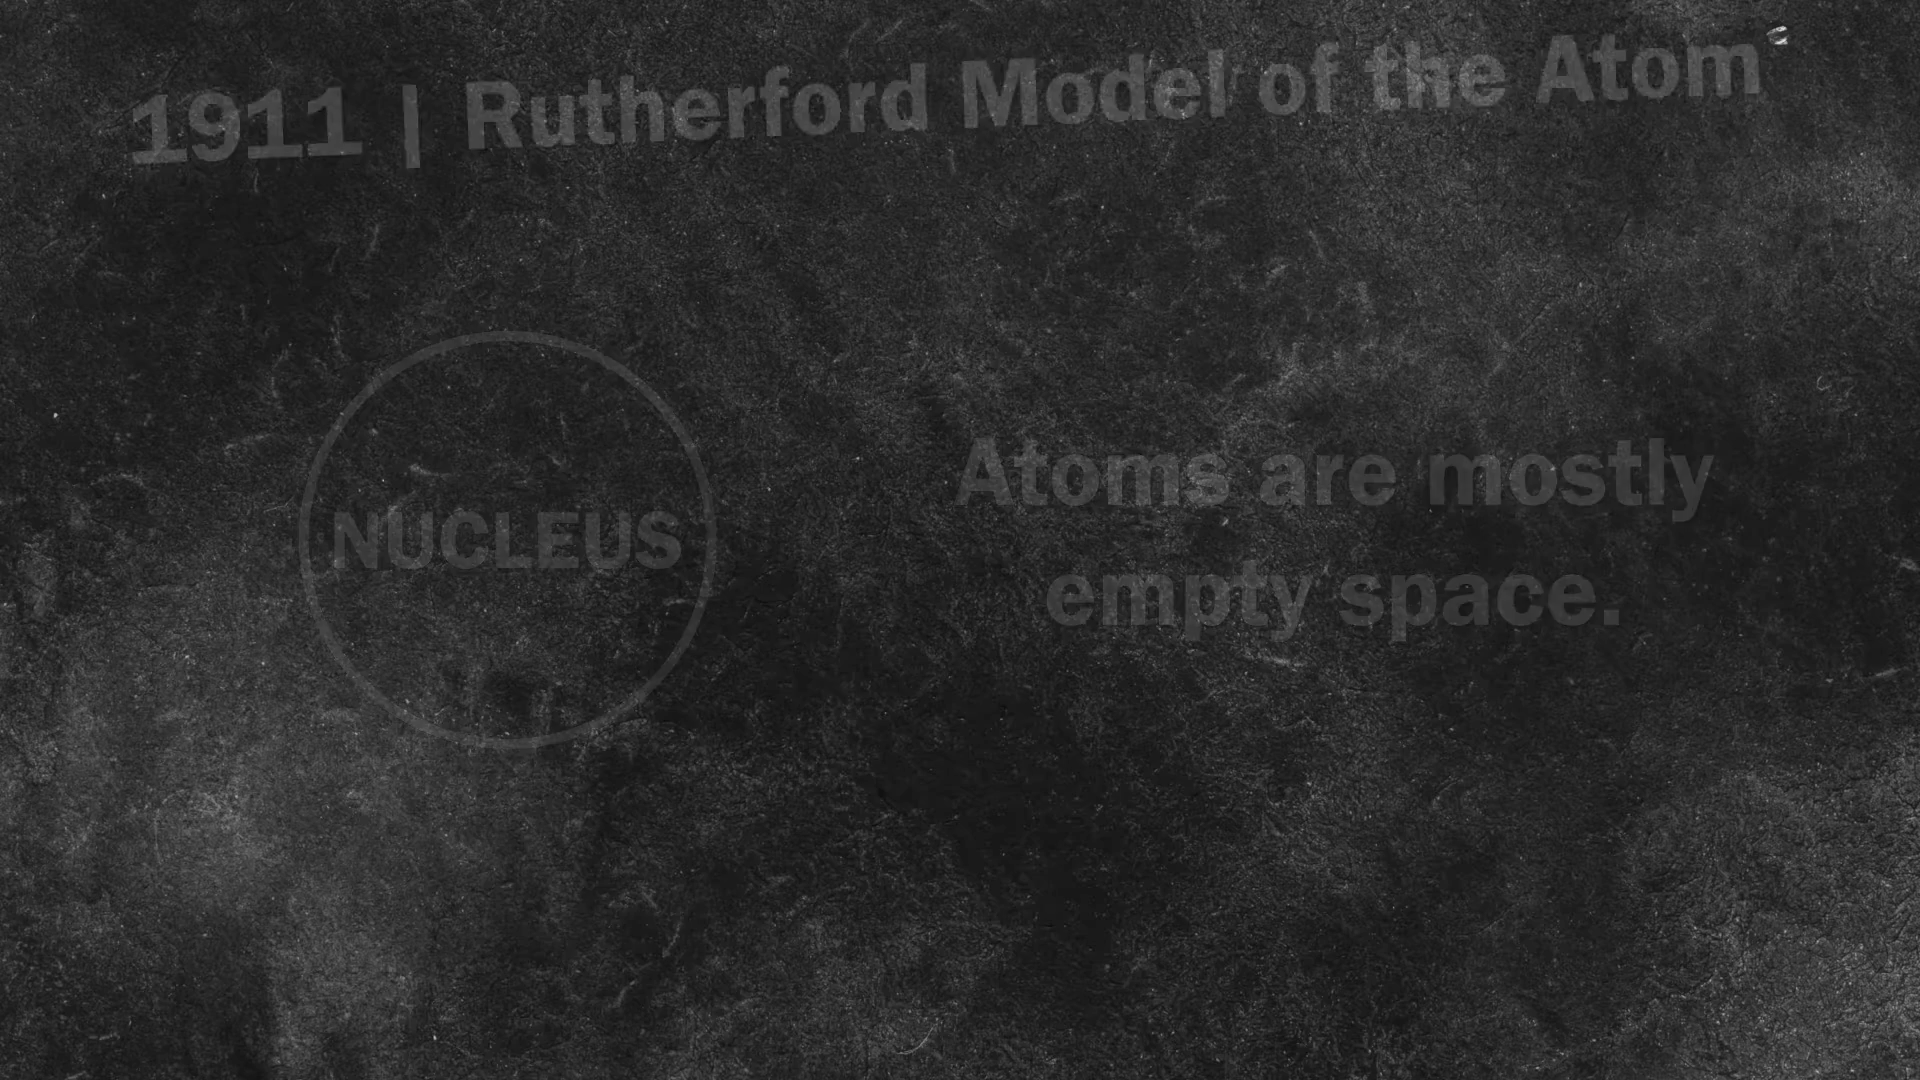 1911 | Rutherford Model of the Atom
NUCLEUS
Atoms are mostly
empty space.